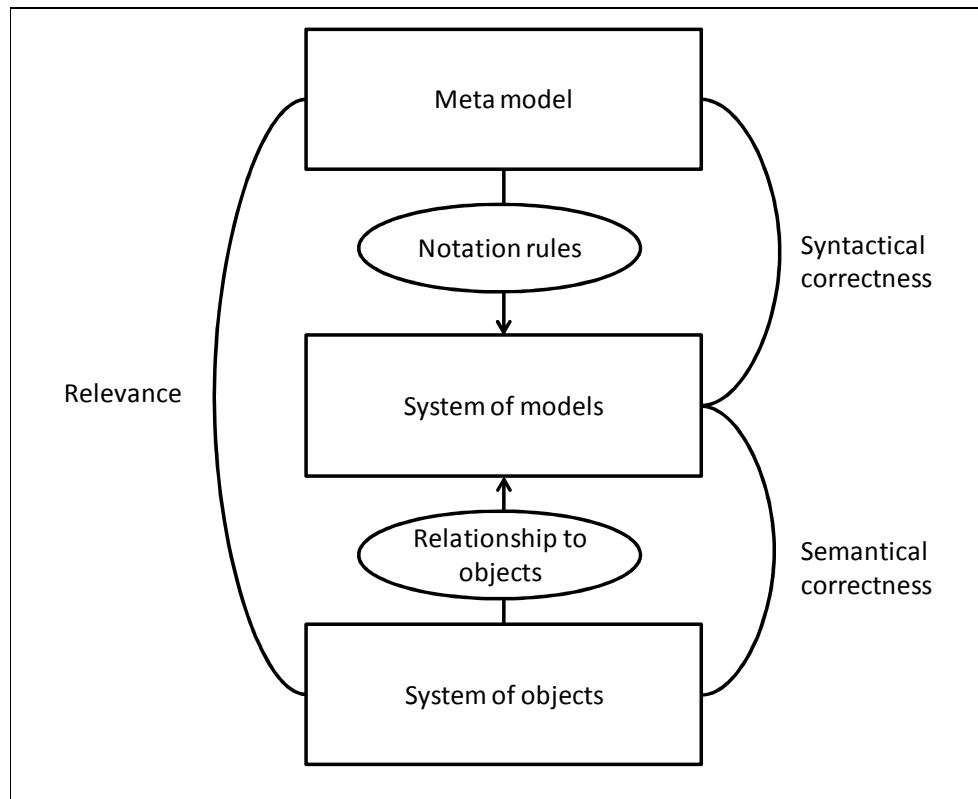 Meta model
Notation rules
Syntactical
correctness
Relevance
System of models
Relationship to
objects
Semantical
correctness
System of objects